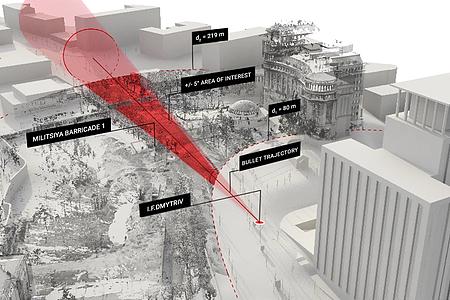 d₂ = 219 m
+/- 5° AREA OF INTEREST
d₁ = 80 m
MILITSIYA BARRICADE 1
BULLET TRAJECTORY
I.F.DMYTRIV